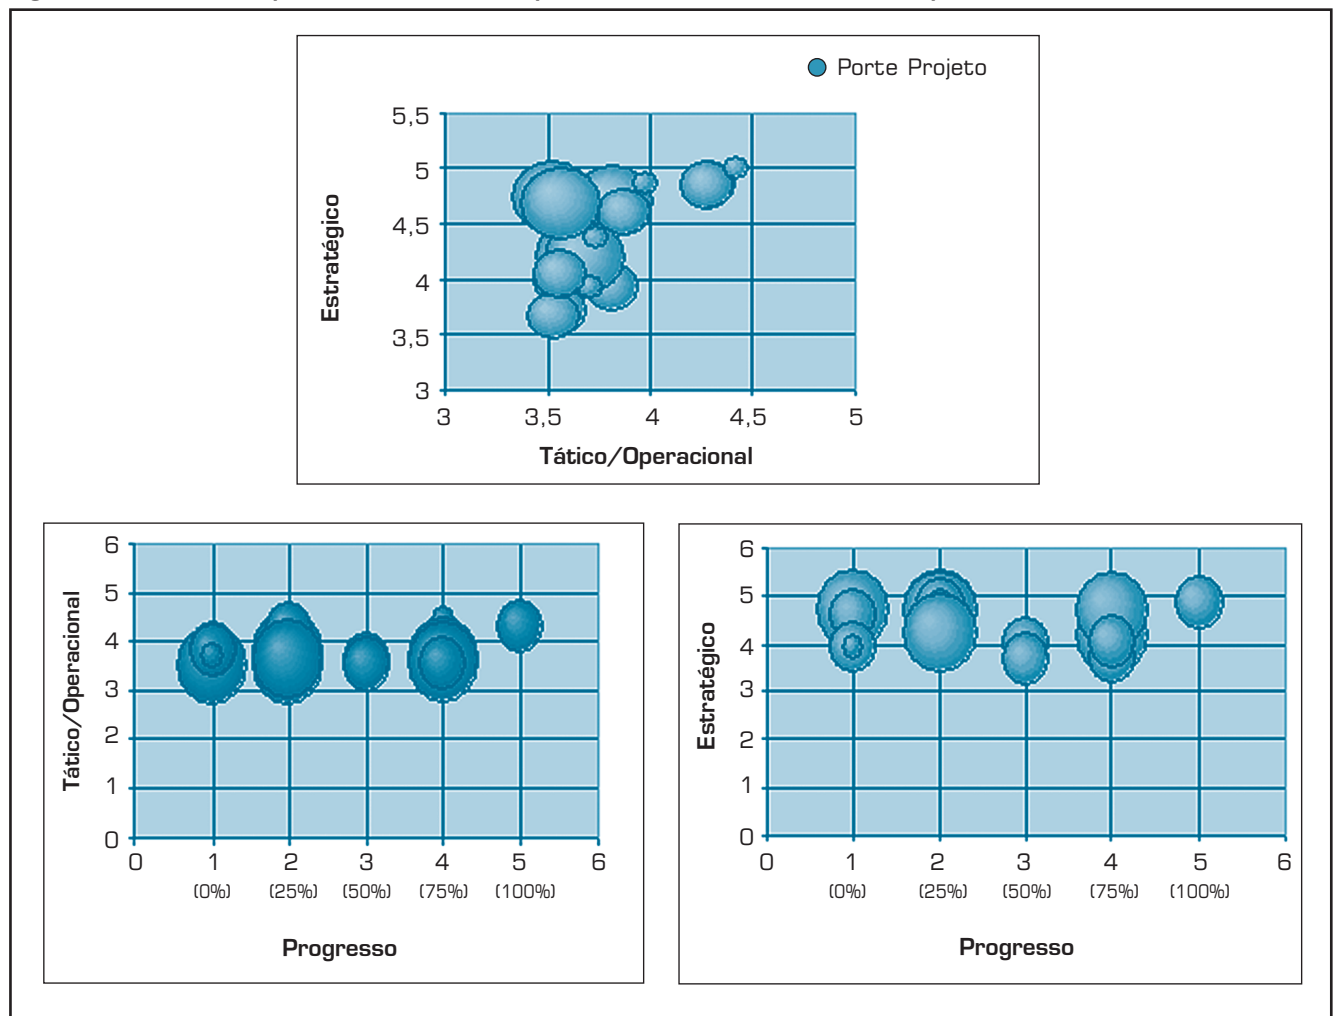 Porte Projeto
5,5
5
4,5
4
3,5
3
Estratégico
3 3,5 4 4,5 5
Tático/Operacional
6
5
4
3
2
1
0
Tático/Operacional
0 1 2 3 4 5 6
(0%) (25%) (50%) (75%) (100%)
Progresso
6
5
4
3
2
1
0
Estratégico
0 1 2 3 4 5 6
(0%) (25%) (50%) (75%) (100%)
Progresso